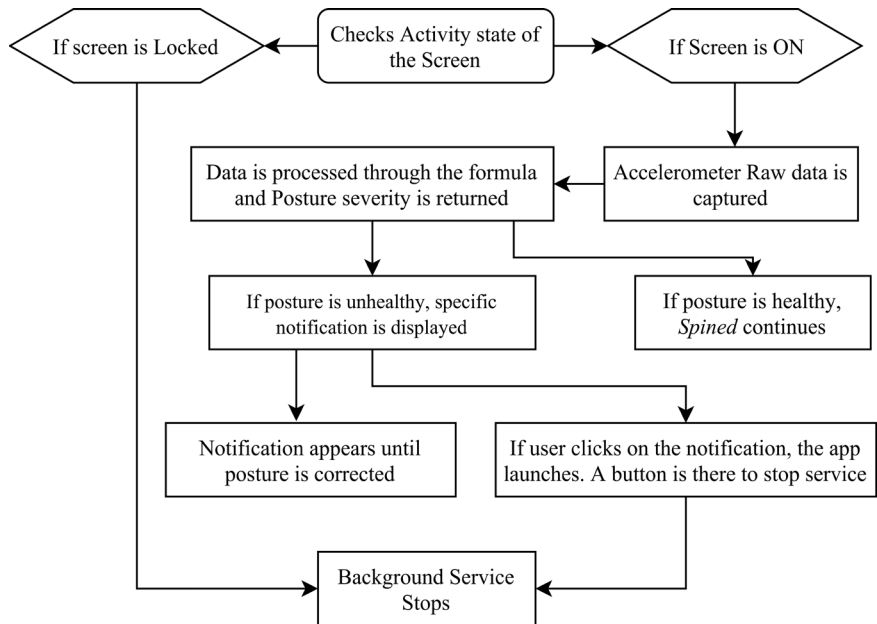 If screen is Locked
Checks Activity state of
the Screen
If Screen is ON
Data is processed through the formula
and Posture severity is returned
Accelerometer Raw data is
captured
If posture is unhealthy, specific
notification is displayed
If posture is healthy,
Spined continues
Notification appears until
posture is corrected
If user clicks on the notification, the app
launches. A button is there to stop service
Background Service
Stops